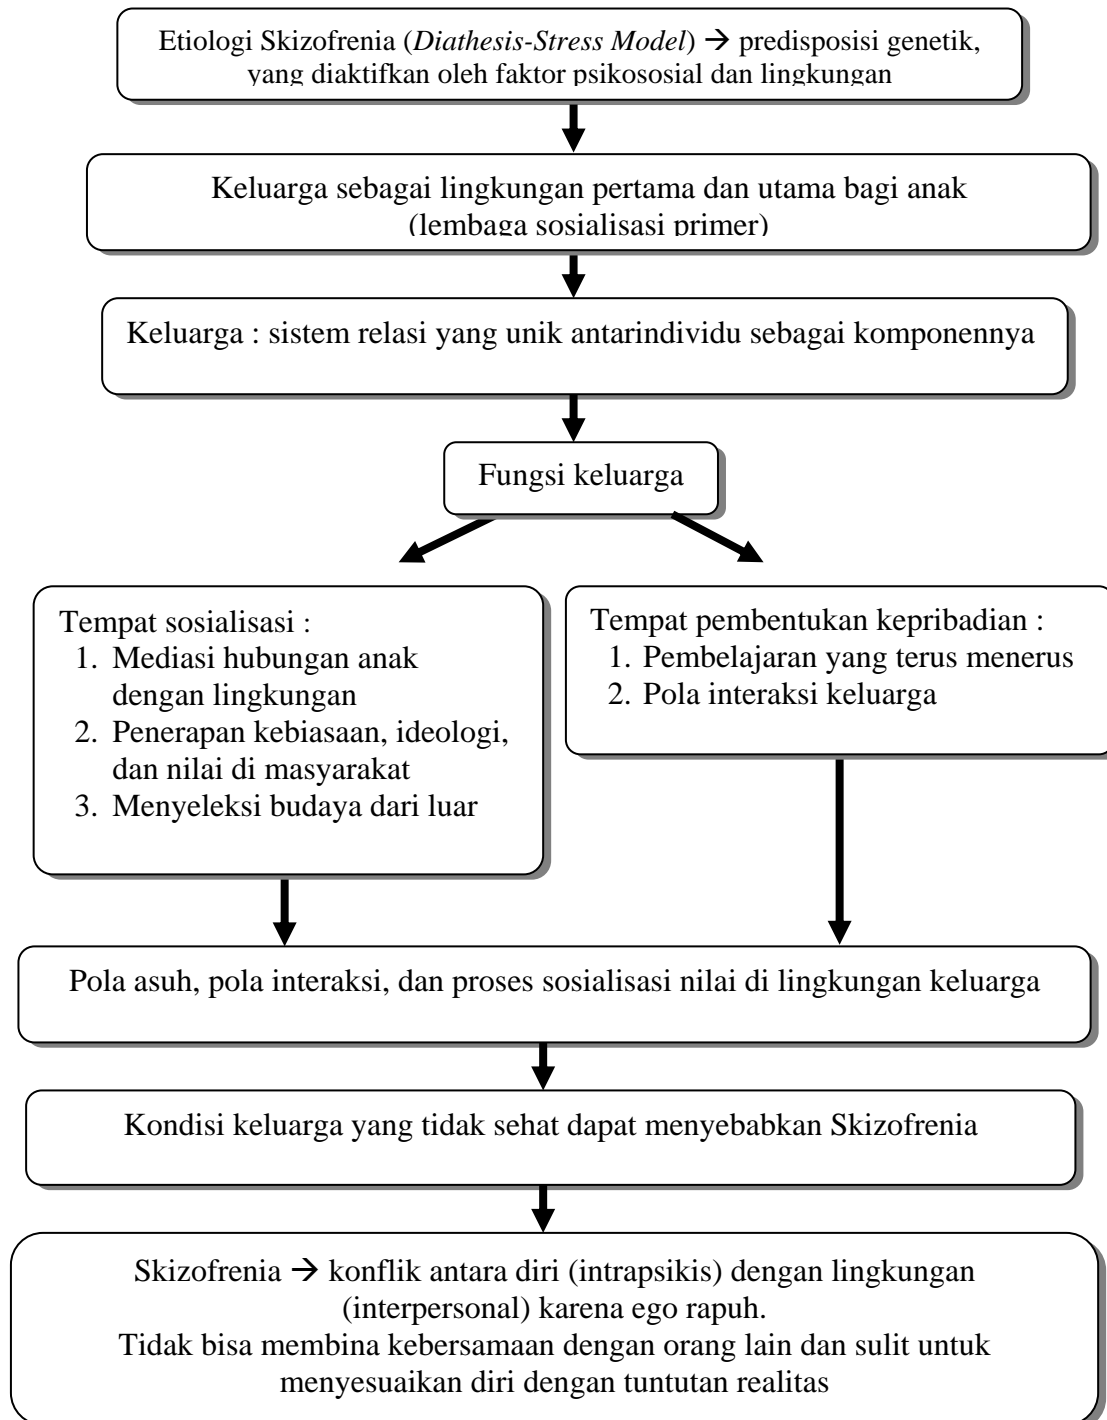 Etiologi Skizofrenia (Diathesis-Stress Model) → predisposisi genetik,
yang diaktifkan oleh faktor psikososial dan lingkungan
Keluarga sebagai lingkungan pertama dan utama bagi anak
(lembaga sosialisasi primer)
Keluarga : sistem relasi yang unik antarindividu sebagai komponennya
Fungsi keluarga
Tempat sosialisasi :
1. Mediasi hubungan anak
dengan lingkungan
2. Penerapan kebiasaan, ideologi,
dan nilai di masyarakat
3. Menyeleksi budaya dari luar
Tempat pembentukan kepribadian :
1. Pembelajaran yang terus menerus
2. Pola interaksi keluarga
Pola asuh, pola interaksi, dan proses sosialisasi nilai di lingkungan keluarga
Kondisi keluarga yang tidak sehat dapat menyebabkan Skizofrenia
Skizofrenia → konflik antara diri (intrapsikis) dengan lingkungan
(interpersonal) karena ego rapuh.
Tidak bisa membina kebersamaan dengan orang lain dan sulit untuk
menyesuaikan diri dengan tuntutan realitas